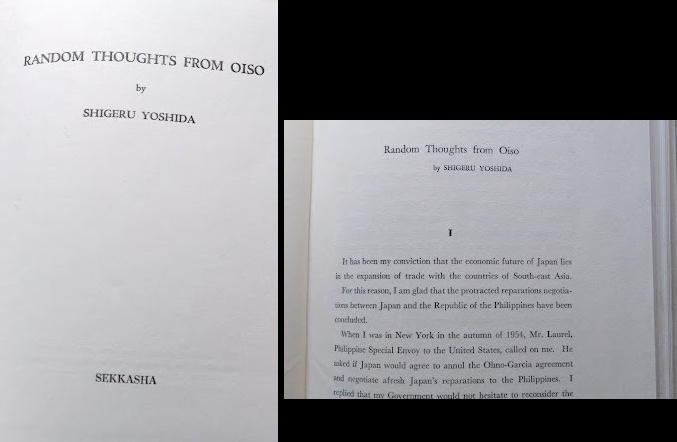 RANDOM THOUGHTS FROM OISO
by
SHIGERU YOSHIDA
SEKKASHA
Random Thoughts from Oiso
by SHIGERU YOSHIDA
I
It has been my conviction that the economic future of Japan lies
in the expansion of trade with the countries of South-east Asia.
For this reason, I am glad that the protracted reparations negotia-
tions between Japan and the Republic of the Philippines have been
concluded.
When I was in New York in the autumn of 1954, Mr. Laurel,
Philippine Special Envoy to the United States, called on me. He
asked if Japan would agree to annul the Ohno-Garcia agreement
and negotiate afresh Japan's reparations to the Philippines. I
replied that my Government would not hesitate to reconsider the